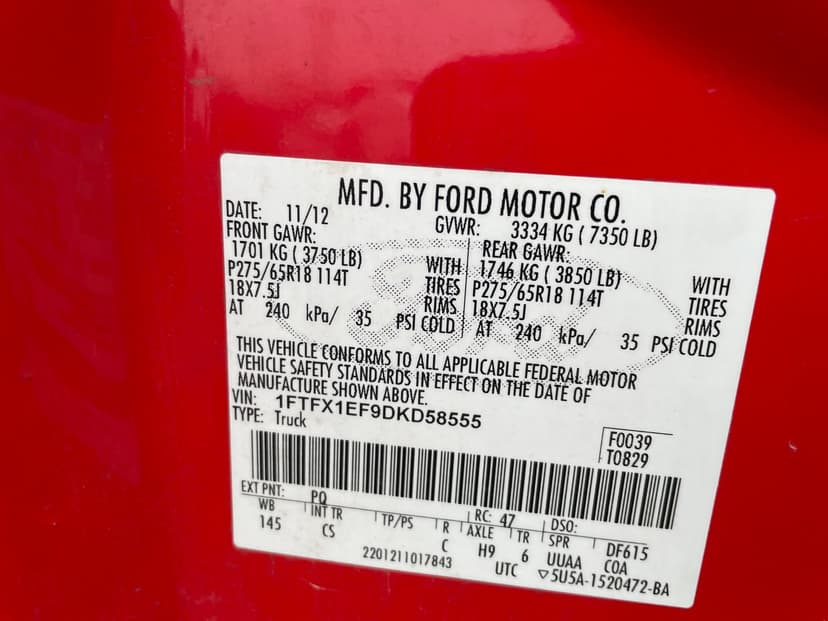 MFD. BY FORD MOTOR CO.
DATE: 11/12 GVWR: 3334 KG ( 7350 LB)
FRONT GAWR: REAR GAWR:
1701 KG ( 3750 LB) WITH 1746 KG ( 3850 LB) WITH
P275/65R18 114T TIRES P275/65R18 114T TIRES
18X7.5J RIMS 18X7.5J RIMS
AT 240 kPa/ 35 PSI COLD AT 240 kPa/ 35 PSI COLD
THIS VEHICLE CONFORMS TO ALL APPLICABLE FEDERAL MOTOR
VEHICLE SAFETY STANDARDS IN EFFECT ON THE DATE OF
MANUFACTURE SHOWN ABOVE.
VIN: 1FTFX1EF9DKD58555
TYPE: Truck
F0039
T0829
EXT PNT: PQ RC: 47 DSO:
WB INT TR TP/PS R AXLE TR SPR DF615
145 CS C H9 6 UUAA COA
2201211017843 UTC ▽5U5A-1520472-BA